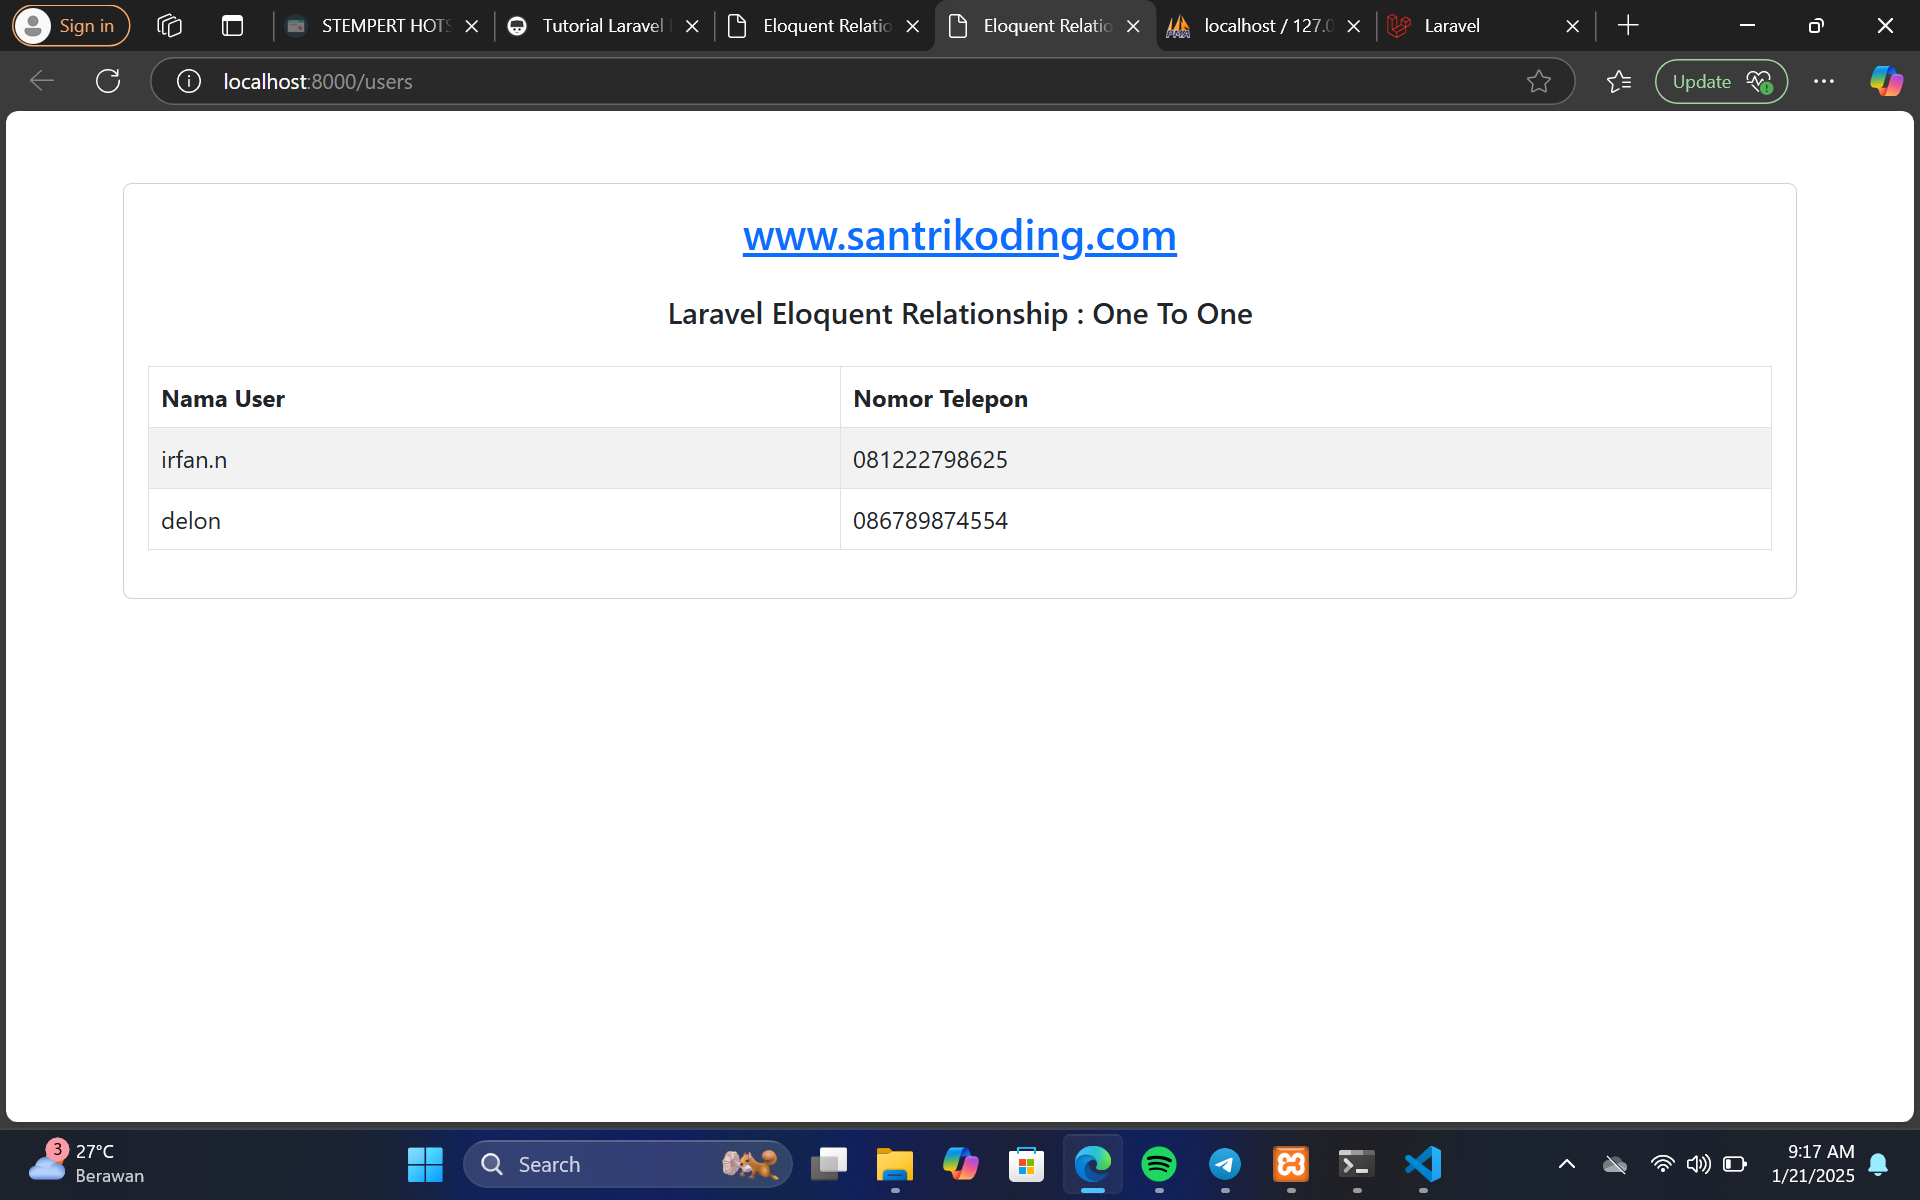 Sign in
STEMPERT HOTS
Tutorial Laravel
Eloquent Relatio
Eloquent Relatio
localhost / 127.0
Laravel
localhost:8000/users
Update
www.santrikoding.com
Laravel Eloquent Relationship : One To One
Nama User Nomor Telepon
irfan.n 081222798625
delon 086789874554
3
27°C
Berawan
Search
9:17 AM
1/21/2025